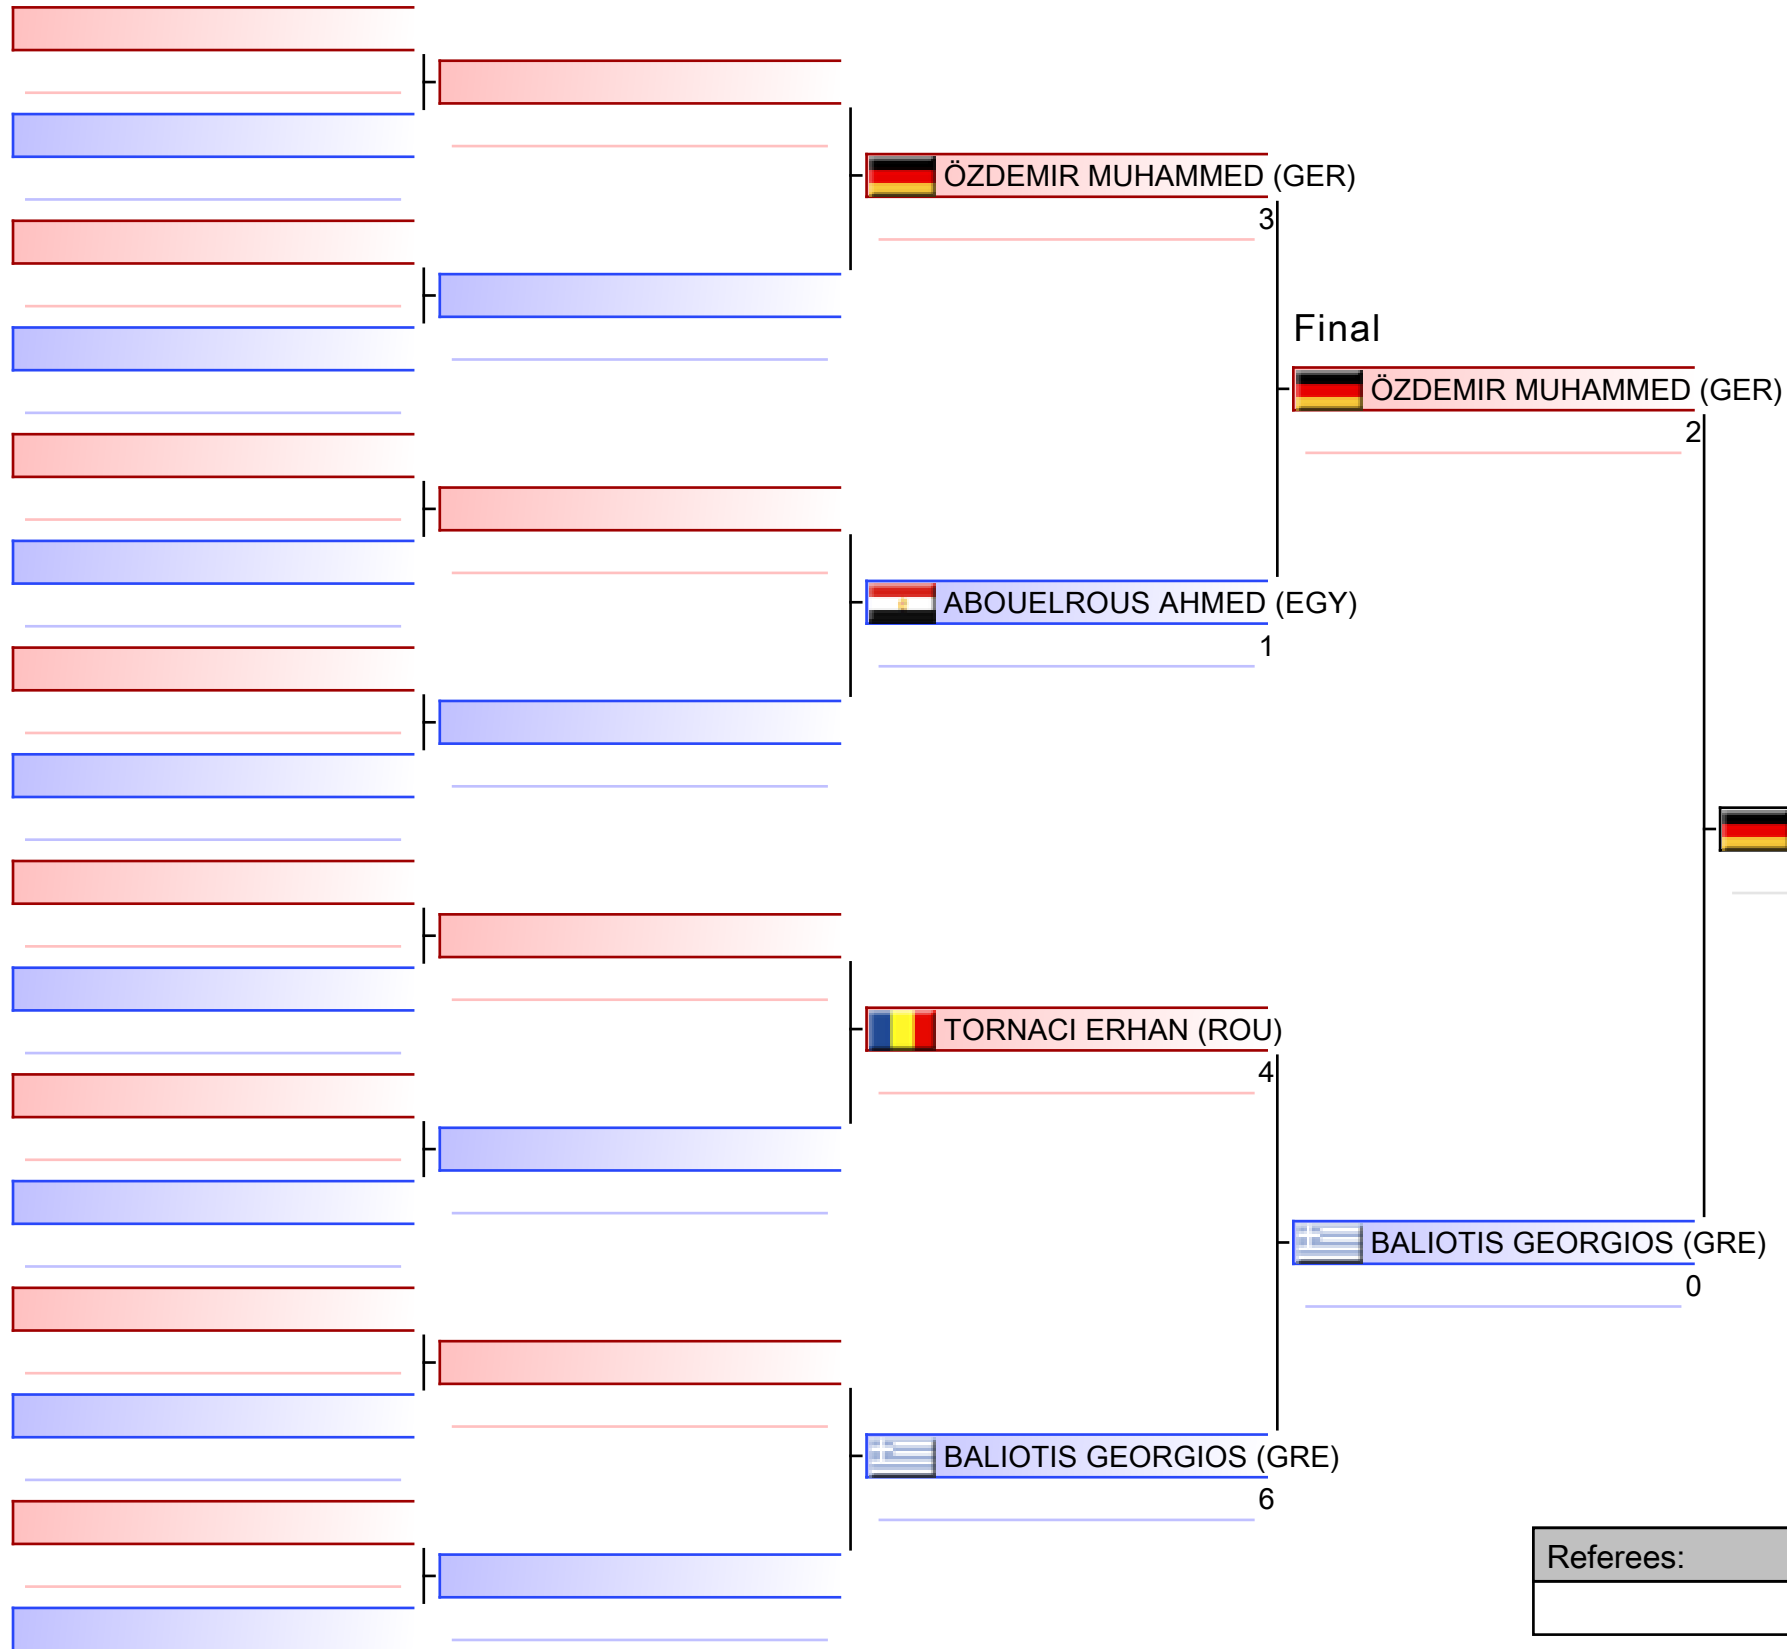 ÖZDEMIR MUHAMMED (GER)
3
Final
ÖZDEMIR MUHAMMED (GER)
2
ABOUELROUS AHMED (EGY)
1
TORNACI ERHAN (ROU)
4
BALIOTIS GEORGIOS (GRE)
0
BALIOTIS GEORGIOS (GRE)
6
Referees: